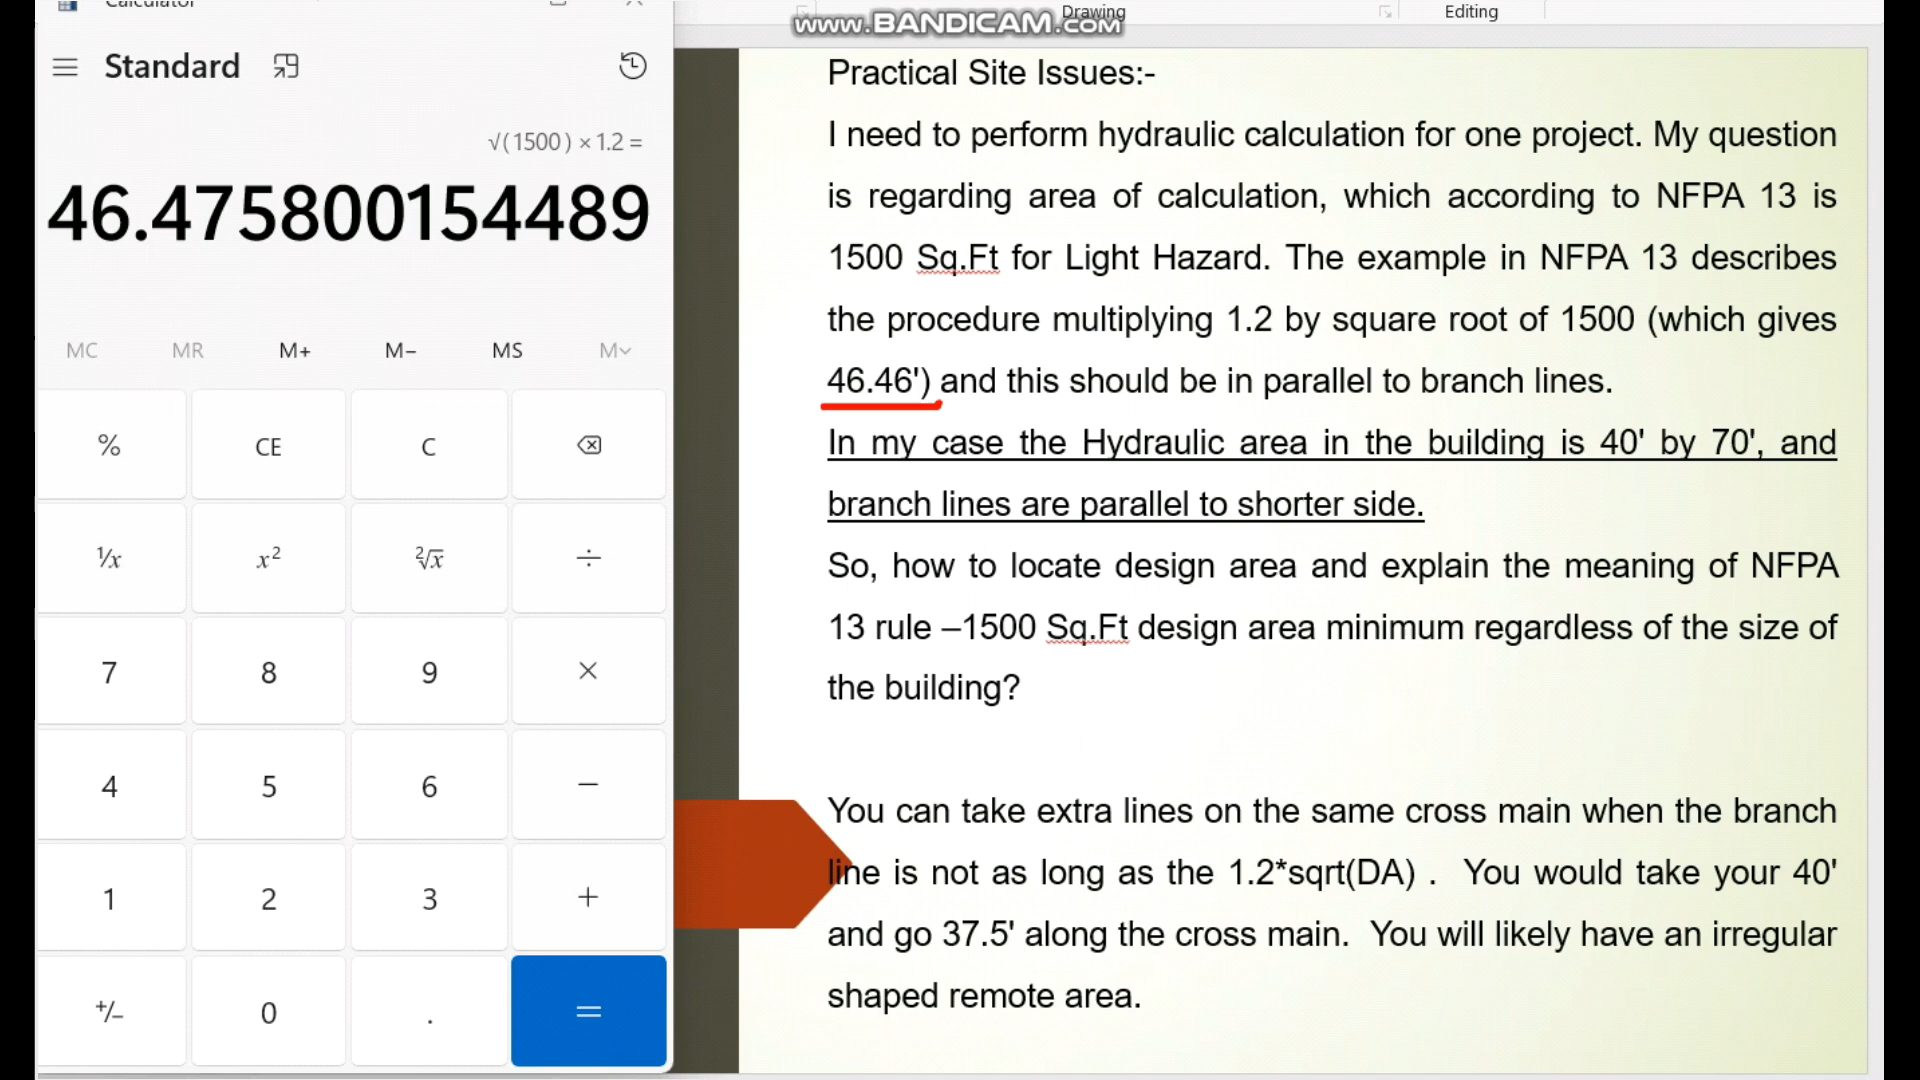 Calculator
Drawing
Editing
www.BANDICAM.com
Standard
√(1500) × 1.2 =
46.475800154489
MC MR M+ M− MS M˅
% CE C
¹/x x² ²√x ÷
7 8 9 ×
4 5 6 −
1 2 3 +
+/− 0 . =
Practical Site Issues:-
I need to perform hydraulic calculation for one project. My question
is regarding area of calculation, which according to NFPA 13 is
1500 Sq.Ft for Light Hazard. The example in NFPA 13 describes
the procedure multiplying 1.2 by square root of 1500 (which gives
46.46') and this should be in parallel to branch lines.
In my case the Hydraulic area in the building is 40' by 70', and
branch lines are parallel to shorter side.
So, how to locate design area and explain the meaning of NFPA
13 rule –1500 Sq.Ft design area minimum regardless of the size of
the building?
You can take extra lines on the same cross main when the branch
line is not as long as the 1.2*sqrt(DA) . You would take your 40'
and go 37.5' along the cross main. You will likely have an irregular
shaped remote area.